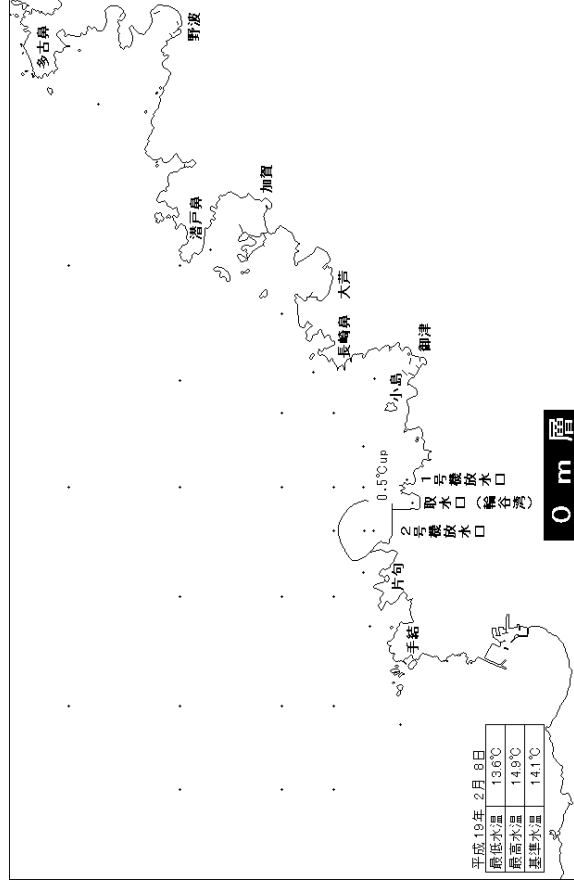 多古鼻
野波
潜戸鼻
加賀
大芦
長崎鼻
御津
小島
0.5℃up
1号機放水口
取水口（輪谷湾）
2号機放水口
片句
手結
0 m 層
平成19年 2月 8日
最低水温 13.6℃
最高水温 14.9℃
基準水温 14.1℃